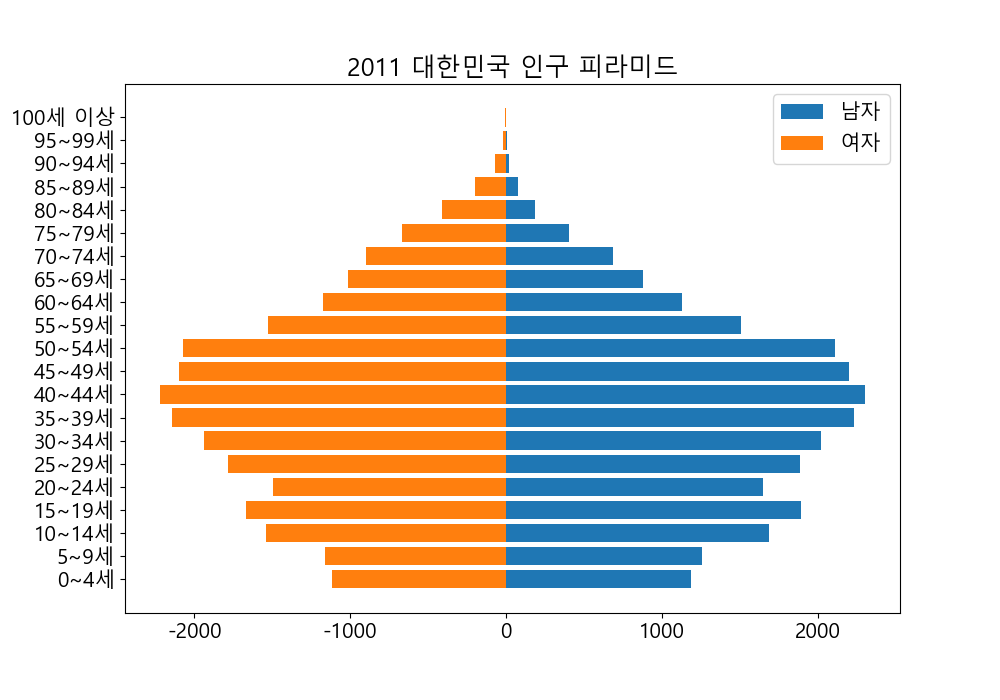 2011 대한민국 인구 피라미드
남자
여자
100세 이상
95~99세
90~94세
85~89세
80~84세
75~79세
70~74세
65~69세
60~64세
55~59세
50~54세
45~49세
40~44세
35~39세
30~34세
25~29세
20~24세
15~19세
10~14세
5~9세
0~4세
-2000 -1000 0 1000 2000